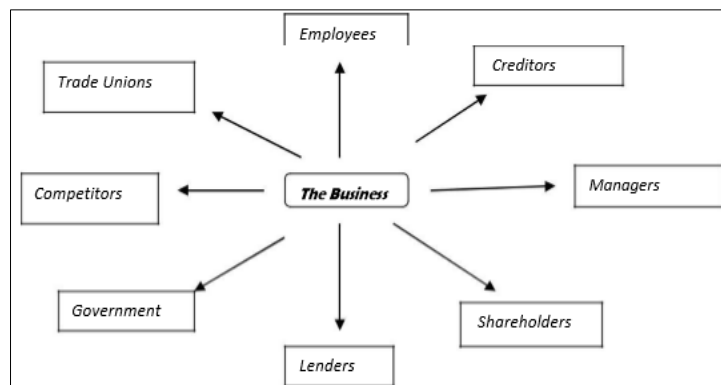 Employees
Creditors
Trade Unions
Competitors
The Business
Managers
Government
Shareholders
Lenders